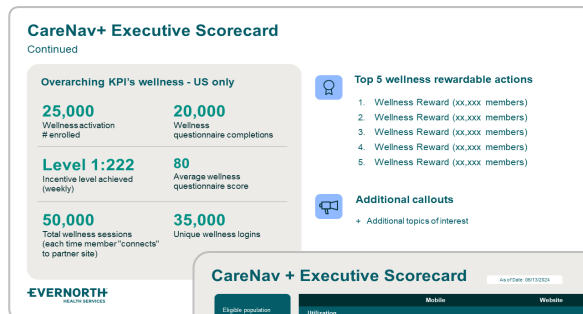 CareNav+ Executive Scorecard
Continued
Overarching KPI's wellness - US only
25,000
Wellness activation
# enrolled
20,000
Wellness
questionnaire completions
Level 1:222
Incentive level achieved
(weekly)
80
Average wellness
questionnaire score
50,000
Total wellness sessions
(each time member "connects"
to partner site)
35,000
Unique wellness logins
Top 5 wellness rewardable actions
1. Wellness Reward (xx,xxx members)
2. Wellness Reward (xx,xxx members)
3. Wellness Reward (xx,xxx members)
4. Wellness Reward (xx,xxx members)
5. Wellness Reward (xx,xxx members)
Additional callouts
+ Additional topics of interest
EVERNORTH
HEALTH SERVICES
CareNav + Executive Scorecard
As of Date: 08/13/2024
Eligible population
Mobile
Website
Utilization